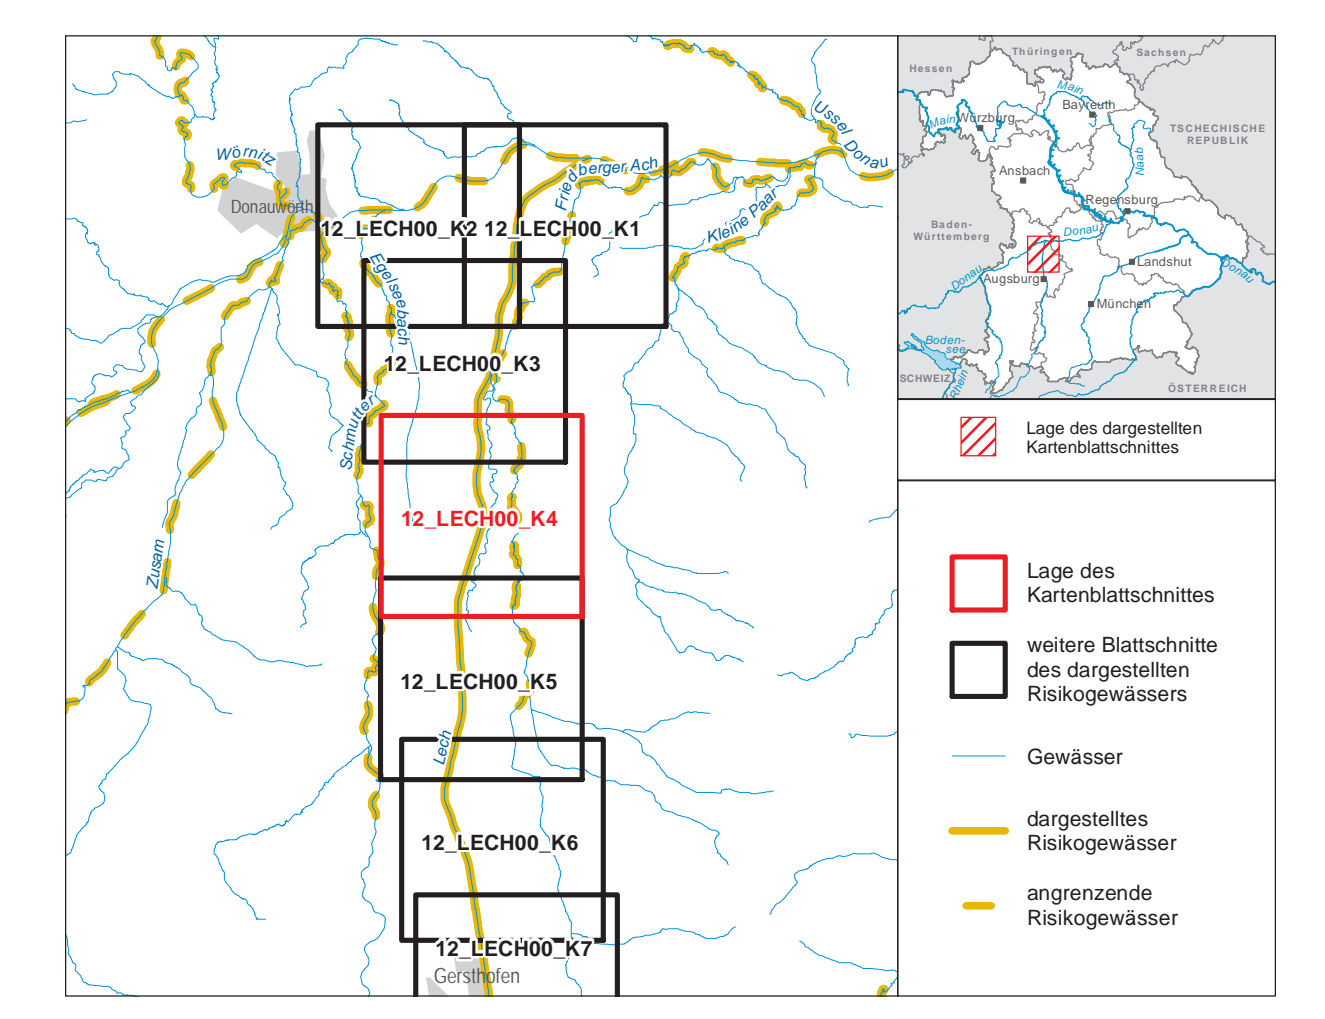 Wörnitz
Donauwörth
Ussel
Donau
Friedberger Ach
Kleine Paar
12_LECH00_K2
12_LECH00_K1
Egelseebach
12_LECH00_K3
Schmutter
12_LECH00_K4
Zusam
12_LECH00_K5
Lech
12_LECH00_K6
12_LECH00_K7
Gersthofen
Thüringen
Sachsen
Hessen
Main
Bayreuth
Main
Würzburg
TSCHECHISCHE
REPUBLIK
Naab
Ansbach
Regensburg
Baden-
Württemberg
Donau
Landshut
Donau
Donau
Augsburg
München
Boden-
see
SCHWEIZ
Rhein
ÖSTERREICH
Lage des dargestellten
Kartenblattschnittes
Lage des
Kartenblattschnittes
weitere Blattschnitte
des dargestellten
Risikogewässers
Gewässer
dargestelltes
Risikogewässer
angrenzende
Risikogewässer